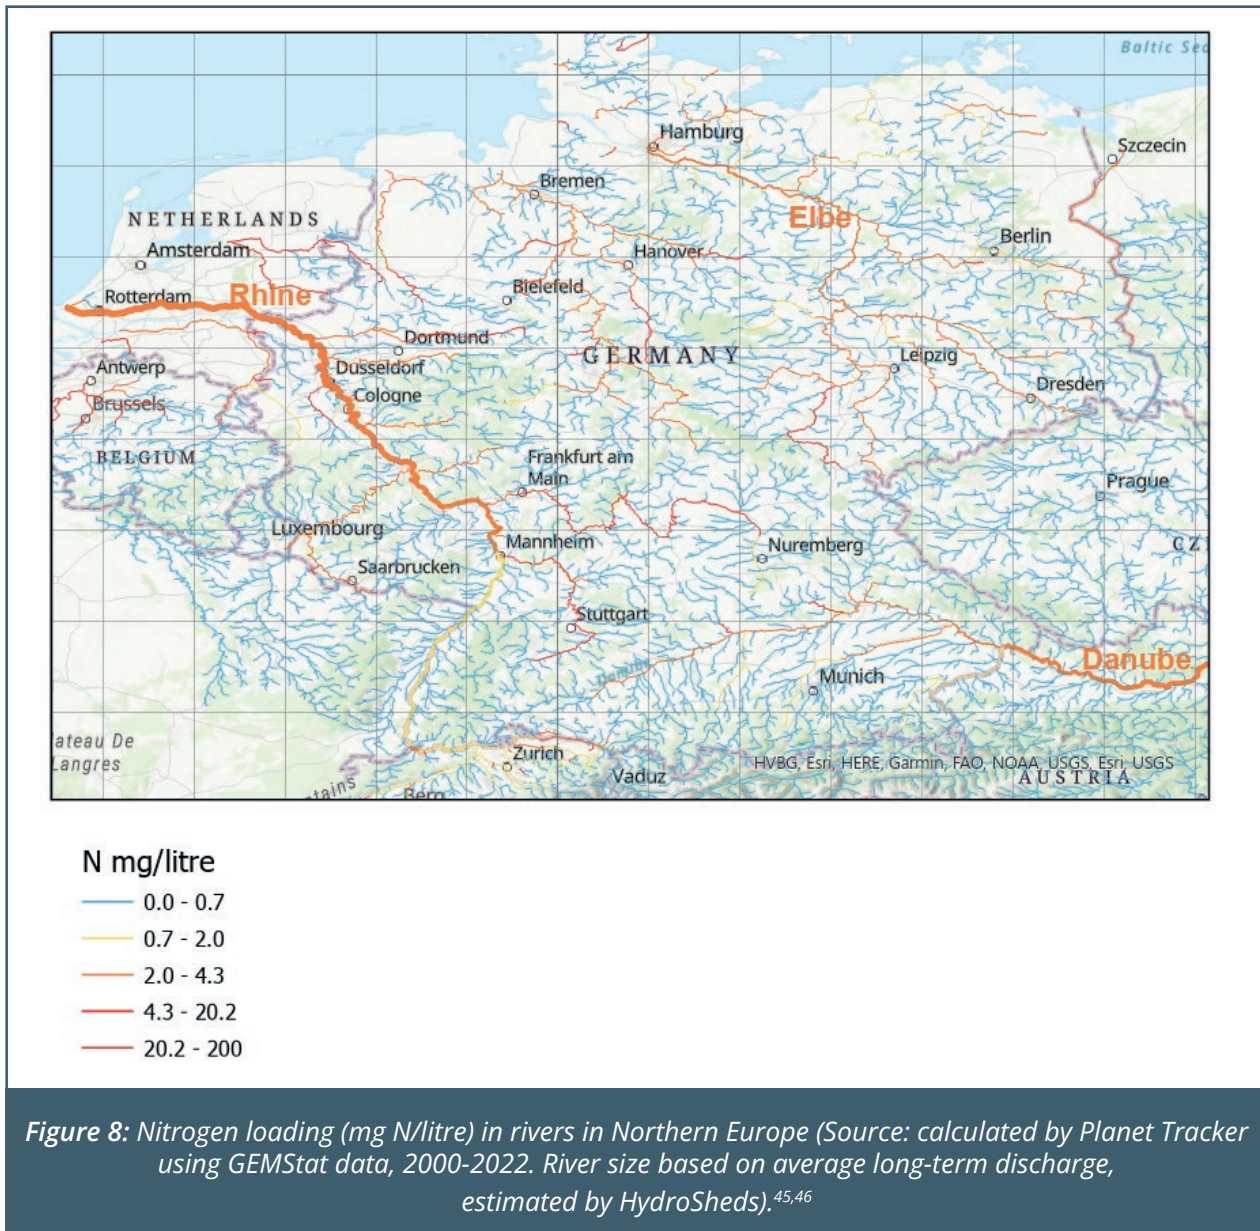 Baltic Sea
Hamburg
Szczecin
Bremen
NETHERLANDS
Elbe
Amsterdam
Hanover
Berlin
Rotterdam
Rhine
Bielefeld
Dortmund
GERMANY
Leipzig
Antwerp
Dusseldorf
Dresden
Brussels
Cologne
BELGIUM
Frankfurt am
Main
Prague
Luxembourg
Mannheim
Nuremberg
CZ
Saarbrucken
Stuttgart
Danube
Danube
Munich
lateau De
Langres
Zurich
Vaduz
HVBG, Esri, HERE, Garmin, FAO, NOAA, USGS, Esri, USGS
AUSTRIA
ntains
Bern
N mg/litre
0.0 - 0.7
0.7 - 2.0
2.0 - 4.3
4.3 - 20.2
20.2 - 200
Figure 8: Nitrogen loading (mg N/litre) in rivers in Northern Europe (Source: calculated by Planet Tracker
using GEMStat data, 2000-2022. River size based on average long-term discharge,
estimated by HydroSheds).45,46